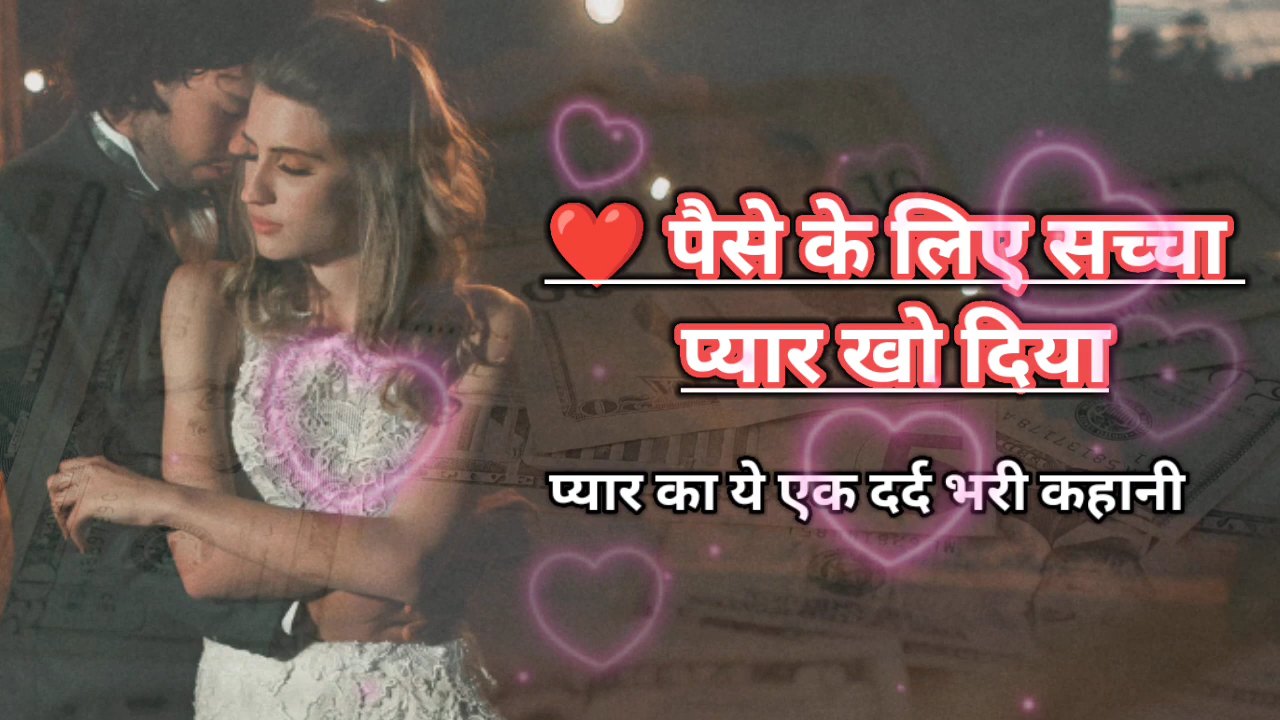 ❤️ पैसे के लिए सच्चा
प्यार खो दिया
प्यार का ये एक दर्द भरी कहानी